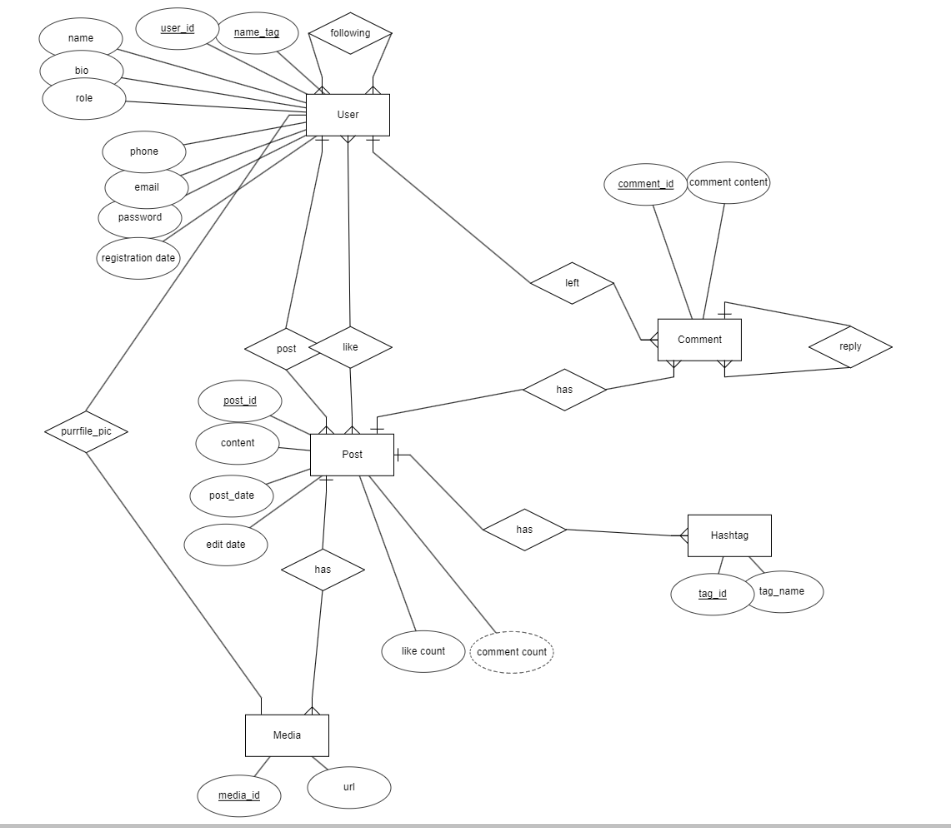 user_id
name_tag
following
name
bio
role
User
phone
email
password
registration date
comment_id
comment content
left
Comment
reply
post
like
has
post_id
content
purrfile_pic
Post
post_date
edit date
has
Hashtag
has
tag_id
tag_name
like count
comment count
Media
media_id
url